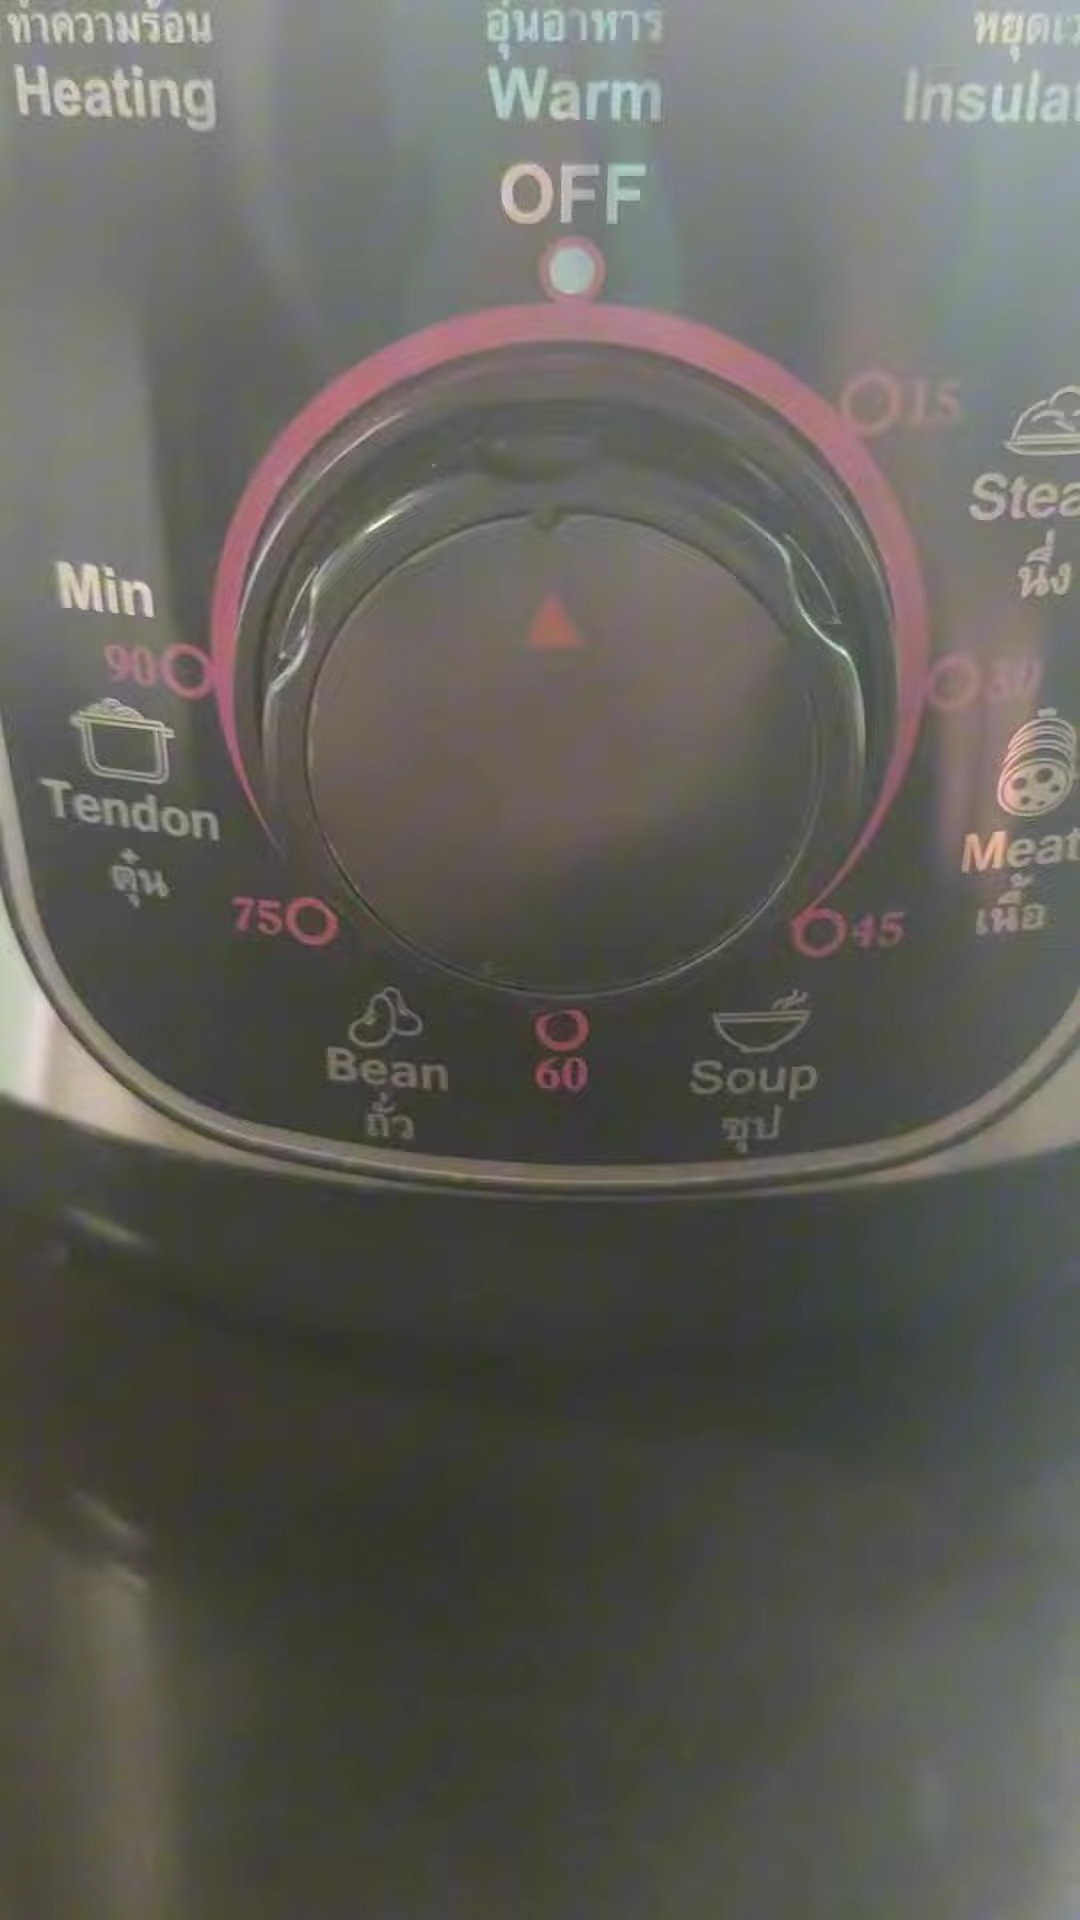 ทำความร้อน
Heating
อุ่นอาหาร
Warm
OFF
15
นึ่ง
30
Meat
เนื้อ
45
Soup
ซุป
60
Bean
ถั่ว
75
Min
90
Tendon
ตุ๋น